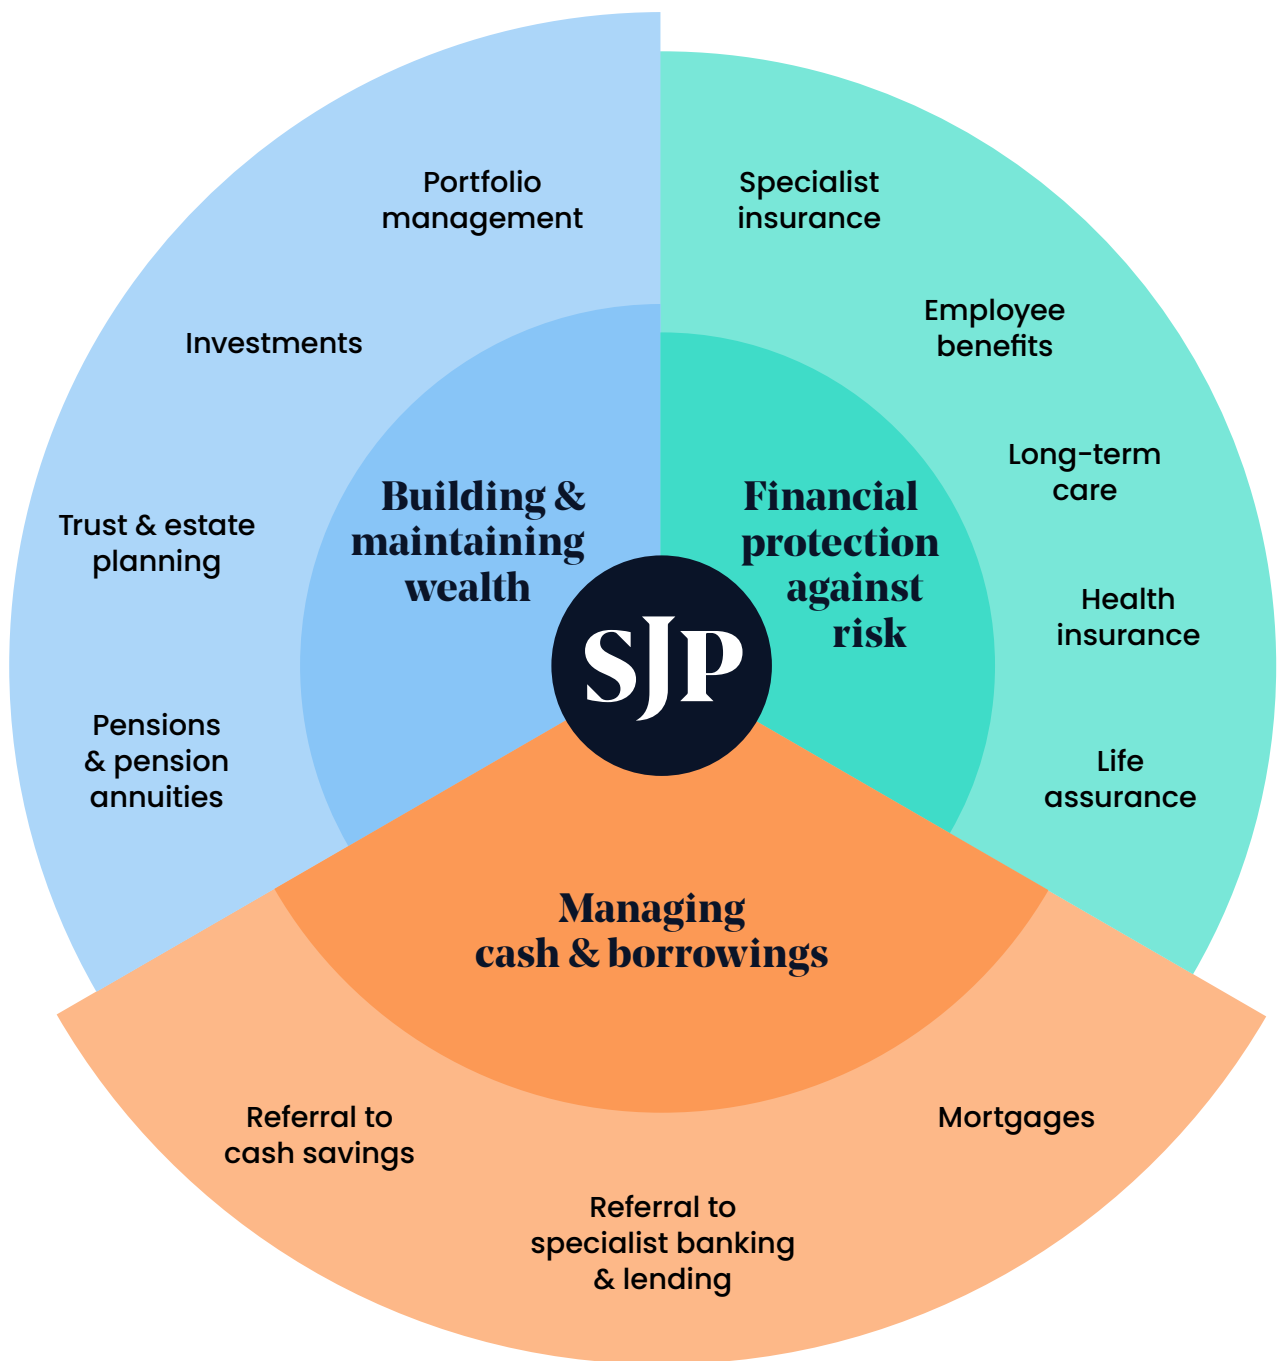 Portfolio
management
Investments
Trust & estate
planning
Pensions
& pension
annuities
Building &
maintaining
wealth
Specialist
insurance
Employee
benefits
Long-term
care
Health
insurance
Life
assurance
Financial
protection
against
risk
SJP
Managing
cash & borrowings
Referral to
cash savings
Referral to
specialist banking
& lending
Mortgages